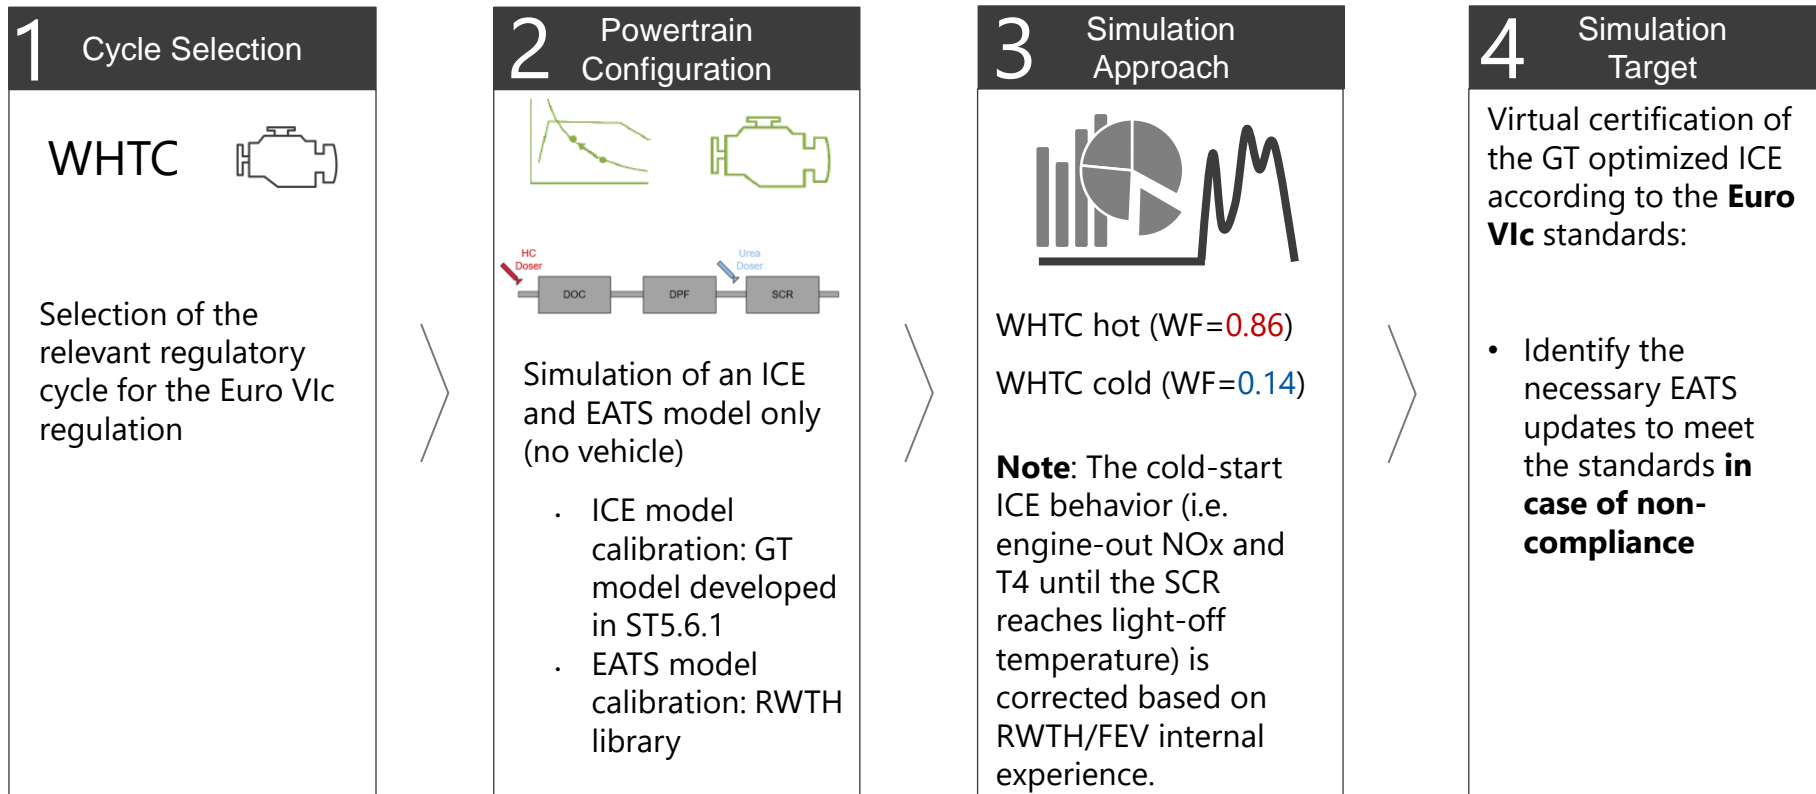 1
Cycle Selection
WHTC
Selection of the
relevant regulatory
cycle for the Euro VIc
regulation
2
Powertrain
Configuration
HC
Doser
Urea
Doser
DOC
DPF
SCR
Simulation of an ICE
and EATS model only
(no vehicle)
• ICE model
calibration: GT
model developed
in ST5.6.1
• EATS model
calibration: RWTH
library
3
Simulation
Approach
WHTC hot (WF=0.86)
WHTC cold (WF=0.14)
Note: The cold-start
ICE behavior (i.e.
engine-out NOx and
T4 until the SCR
reaches light-off
temperature) is
corrected based on
RWTH/FEV internal
experience.
4
Simulation
Target
Virtual certification of
the GT optimized ICE
according to the Euro
VIc standards:
• Identify the
necessary EATS
updates to meet
the standards in
case of non-
compliance